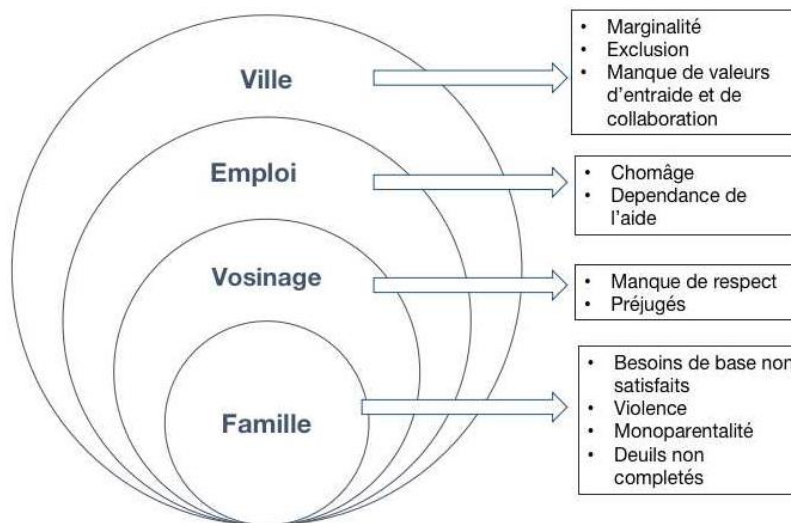 Ville
• Marginalité
• Exclusion
• Manque de valeurs
d'entraide et de
collaboration
Emploi
• Chomâge
• Dependance de
l'aide
Vosinage
• Manque de respect
• Préjugés
Famille
• Besoins de base non
satisfaits
• Violence
• Monoparentalité
• Deuils non
completés